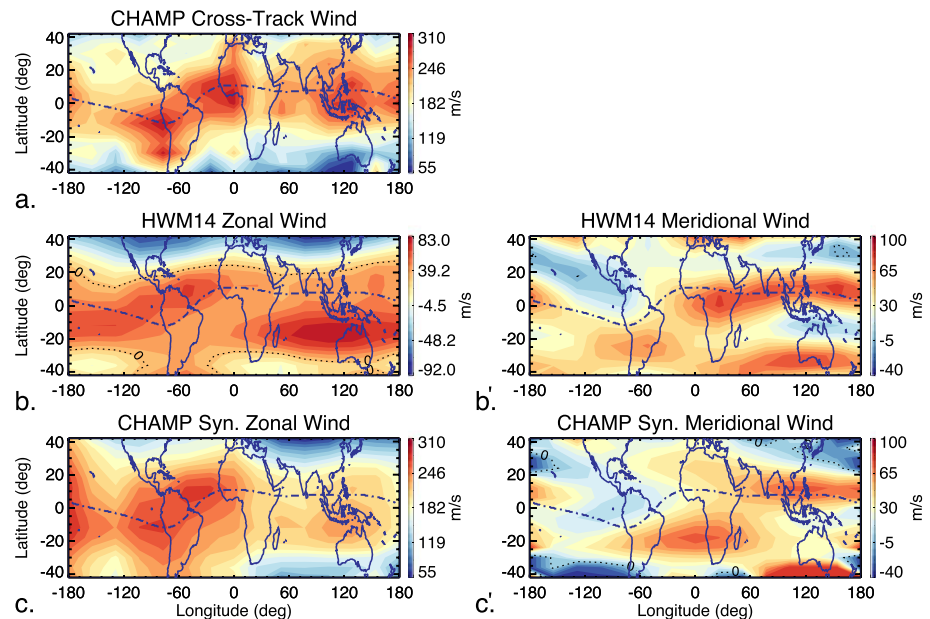 CHAMP Cross-Track Wind
Latitude (deg)
40
20
0
-20
-40
-180 -120 -60 0 60 120 180
310
246
182
119
55
m/s
a.
HWM14 Zonal Wind
40
20
0
-20
-40
0
0
0
-180 -120 -60 0 60 120 180
83.0
39.2
-4.5
-48.2
-92.0
Latitude (deg)
m/s
b.
HWM14 Meridional Wind
40
20
0
-20
-40
-180 -120 -60 0 60 120 180
100
65
30
-5
-40
m/s
b'.
CHAMP Syn. Zonal Wind
Latitude (deg)
40
20
0
-20
-40
-180 -120 -60 0 60 120 180
Longitude (deg)
310
246
182
119
55
m/s
c.
CHAMP Syn. Meridional Wind
40
20
0
-20
-40
0
0
0
0
0
-180 -120 -60 0 60 120 180
Longitude (deg)
100
65
30
-5
-40
m/s
c'.